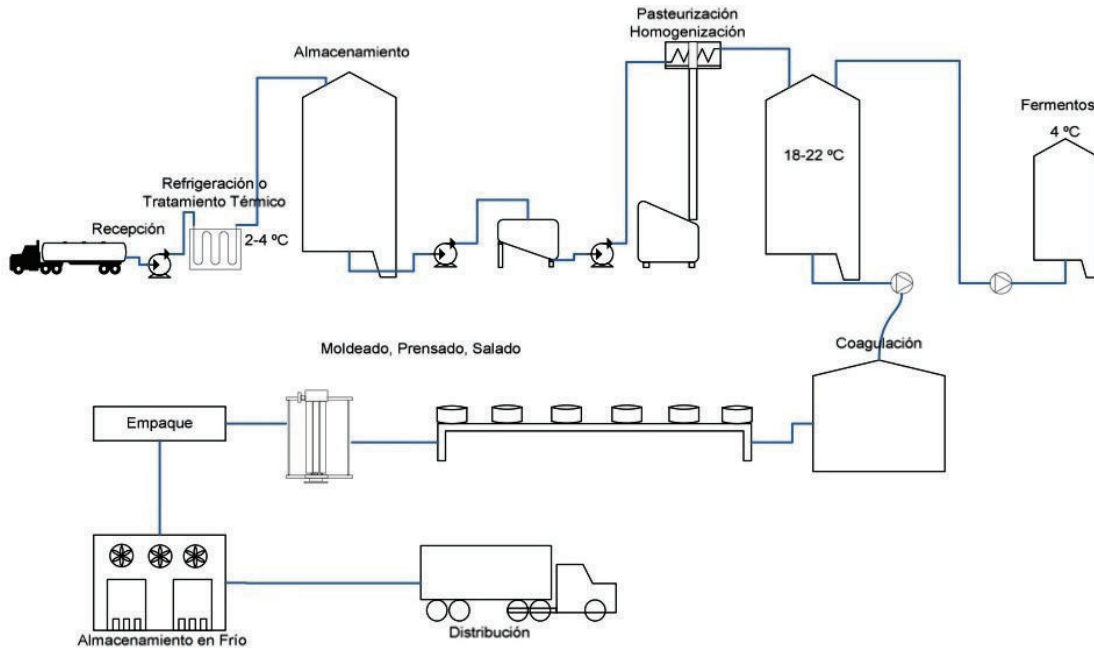 Pasteurización
Homogenización
Almacenamiento
Fermentos
4 ºC
18-22 ºC
Refrigeración o
Tratamiento Térmico
Recepción
2-4 ºC
Moldeado, Prensado, Salado
Coagulación
Empaque
Almacenamiento en Frío
Distribución